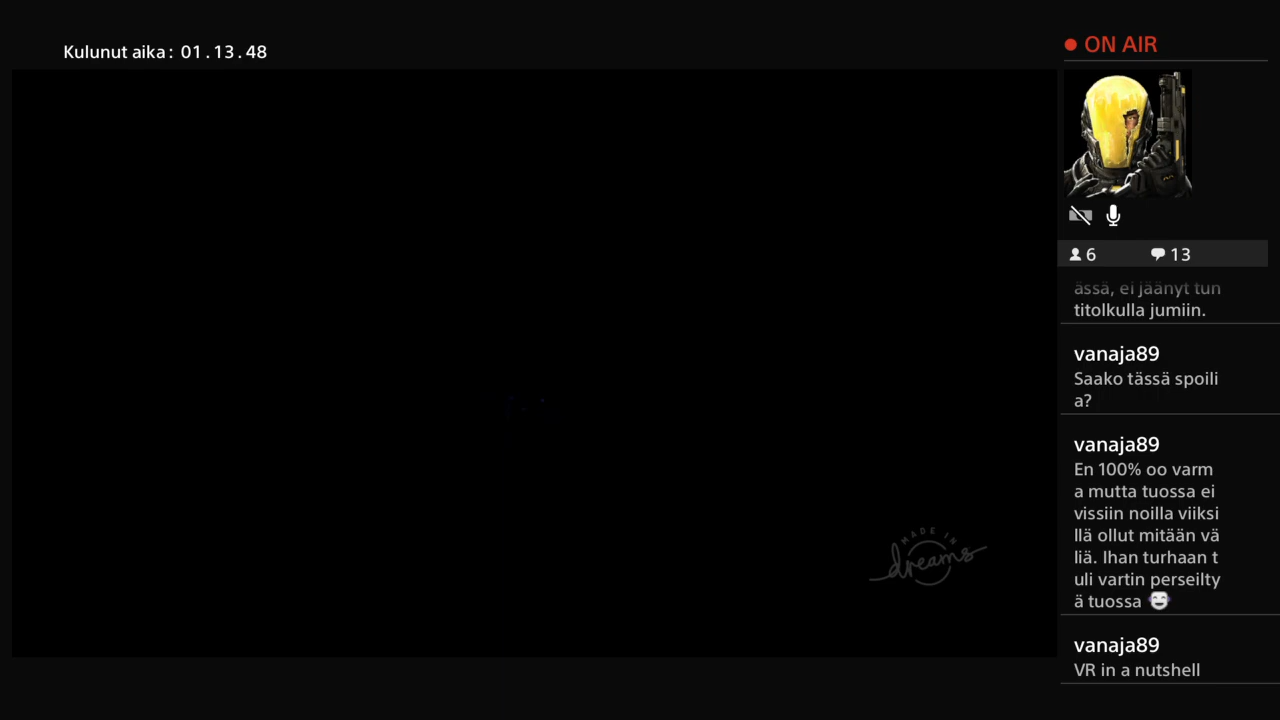 Kulunut aika: 01.13.48
ON AIR
6 13
ässä, ei jäänyt tun
titolkulla jumiin.
vanaja89
Saako tässä spoili
a?
vanaja89
En 100% oo varm
a mutta tuossa ei
vissiin noilla viiksi
llä ollut mitään vä
liä. Ihan turhaan t
uli vartin perseilty
ä tuossa
vanaja89
VR in a nutshell
MADE IN
dreams